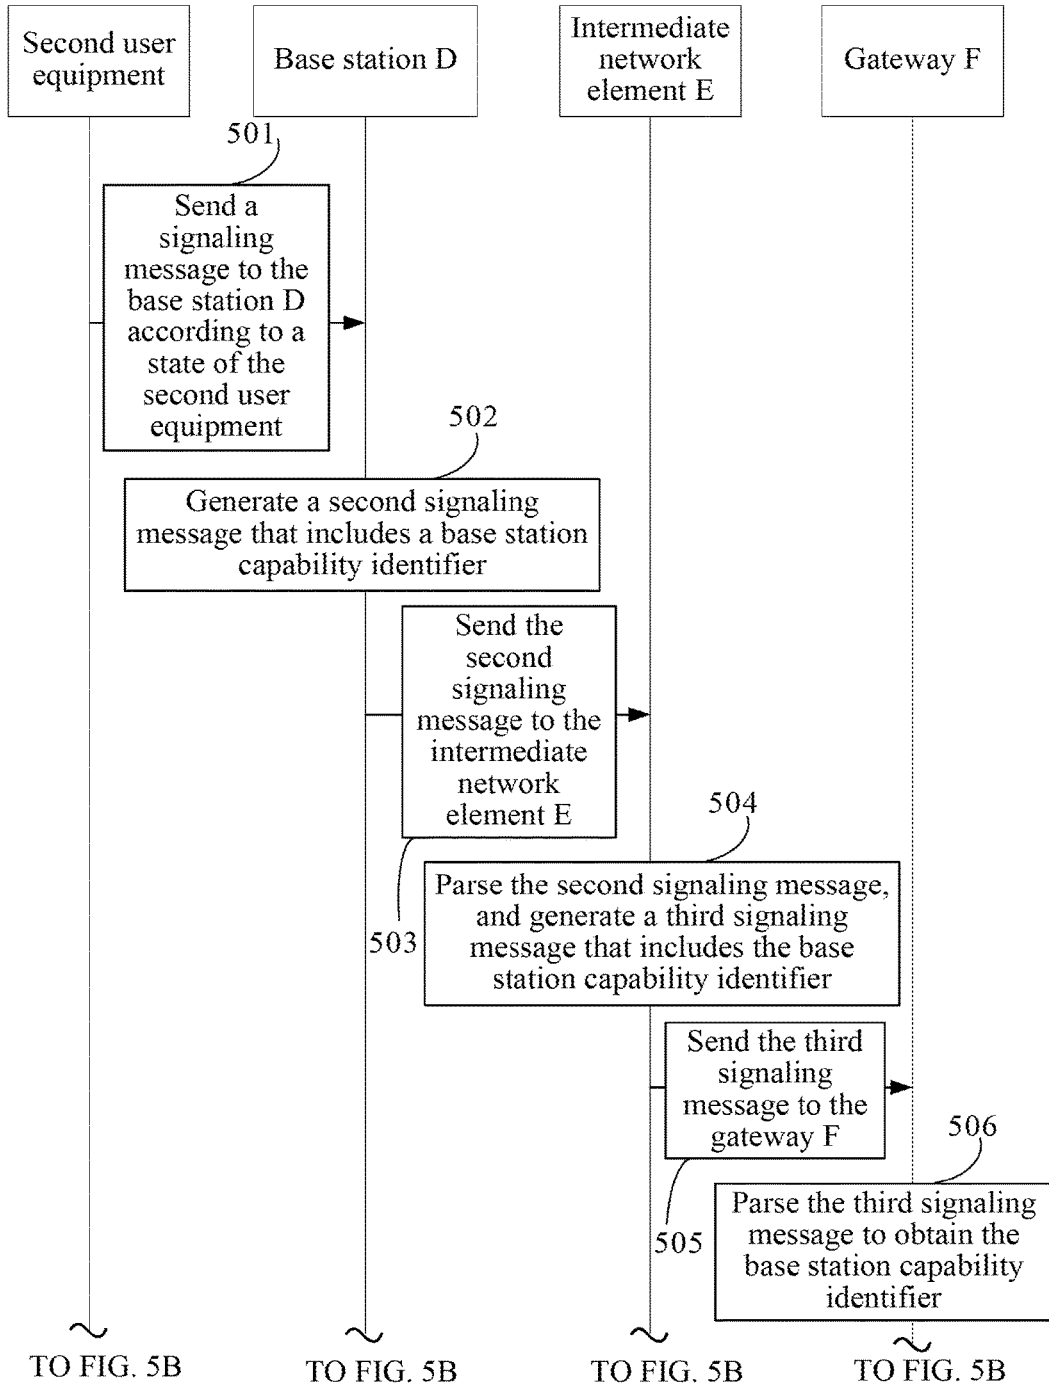 Second user
equipment
Base station D
Intermediate
network
element E
Gateway F
501
Send a
signaling
message to the
base station D
according to a
state of the
second user
equipment
502
Generate a second signaling
message that includes a base station
capability identifier
Send the
second
signaling
message to the
intermediate
network
element E
503
504
Parse the second signaling message,
and generate a third signaling
message that includes the base
station capability identifier
Send the third
signaling
message to the
gateway F
505
506
Parse the third signaling
message to obtain the
base station capability
identifier
TO FIG. 5B
TO FIG. 5B
TO FIG. 5B
TO FIG. 5B